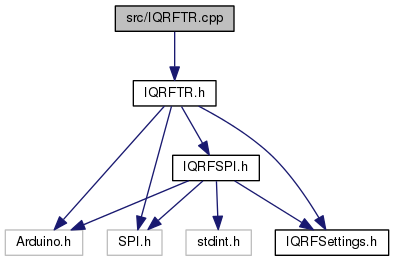 src/IQRFTR.cpp
IQRFTR.h
IQRFSPI.h
Arduino.h
SPI.h
stdint.h
IQRFSettings.h